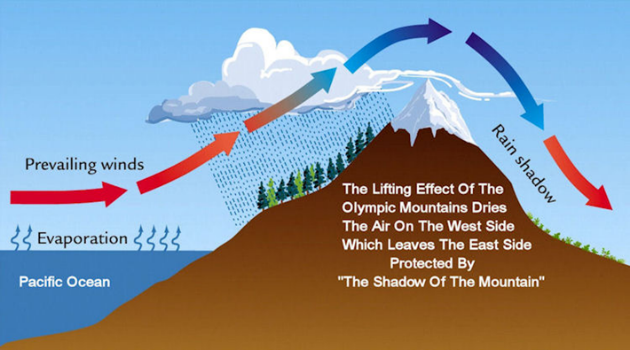 Prevailing winds
Evaporation
Pacific Ocean
The Lifting Effect Of The
Olympic Mountains Dries
The Air On The West Side
Which Leaves The East Side
Protected By
"The Shadow Of The Mountain"
Rain shadow